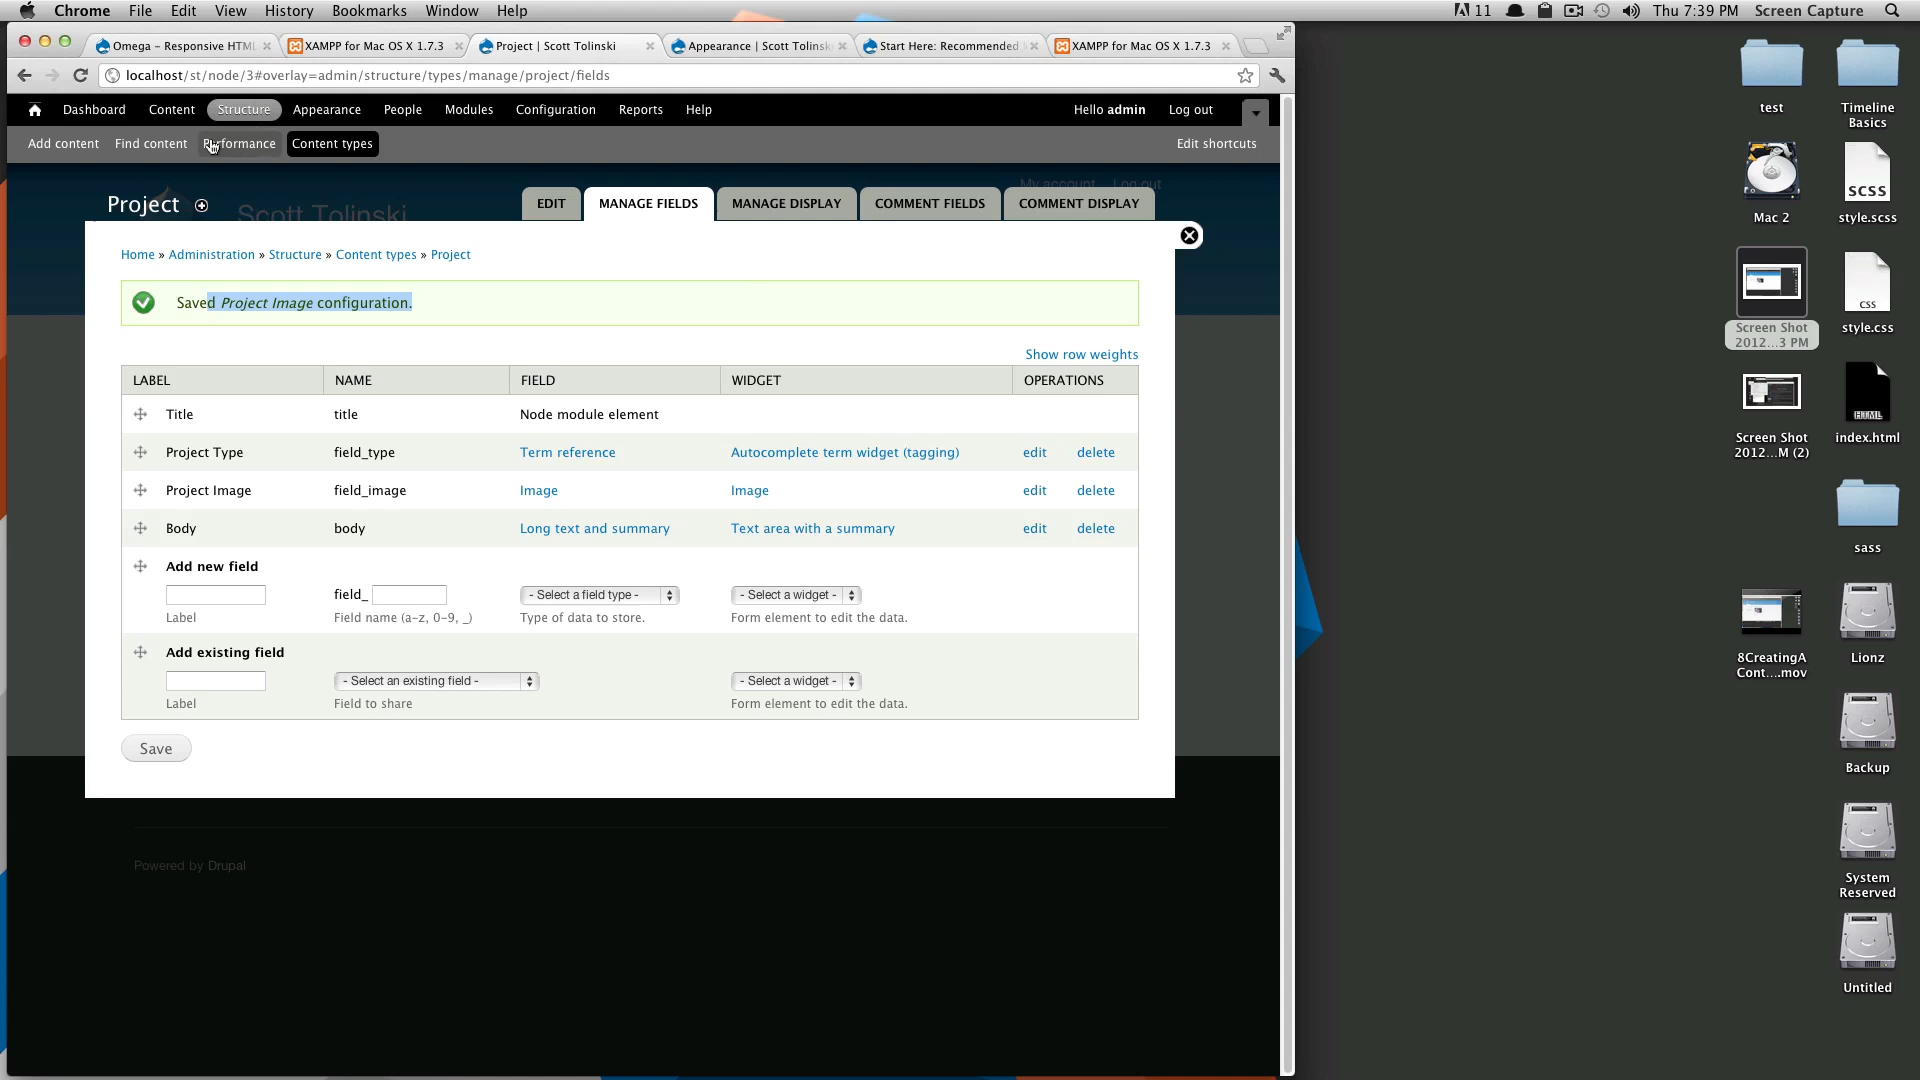 Chrome File Edit View History Bookmarks Window Help
11 Thu 7:39 PM Screen Capture
Omega - Responsive HTML
XAMPP for Mac OS X 1.7.3
Project | Scott Tolinski
Appearance | Scott Tolinsk
Start Here: Recommended
XAMPP for Mac OS X 1.7.3
localhost/st/node/3#overlay=admin/structure/types/manage/project/fields
Dashboard Content Structure Appearance People Modules Configuration Reports Help
Hello admin Log out
Add content Find content Performance Content types
Edit shortcuts
My account Log out
Scott Tolinski
Project
EDIT MANAGE FIELDS MANAGE DISPLAY COMMENT FIELDS COMMENT DISPLAY
Home » Administration » Structure » Content types » Project
Saved Project Image configuration.
Show row weights
LABEL NAME FIELD WIDGET OPERATIONS
Title title Node module element
Project Type field_type Term reference Autocomplete term widget (tagging) edit delete
Project Image field_image Image Image edit delete
Body body Long text and summary Text area with a summary edit delete
Add new field
field_ - Select a field type - - Select a widget -
Label Field name (a-z, 0-9, _) Type of data to store. Form element to edit the data.
Add existing field
- Select an existing field - - Select a widget -
Label Field to share Form element to edit the data.
Save
Powered by Drupal
test
Timeline
Basics
Mac 2
SCSS
style.scss
Screen Shot
2012...3 PM
CSS
style.css
Screen Shot
2012...M (2)
HTML
index.html
sass
8CreatingA
Cont....mov
Lionz
Backup
System
Reserved
Untitled